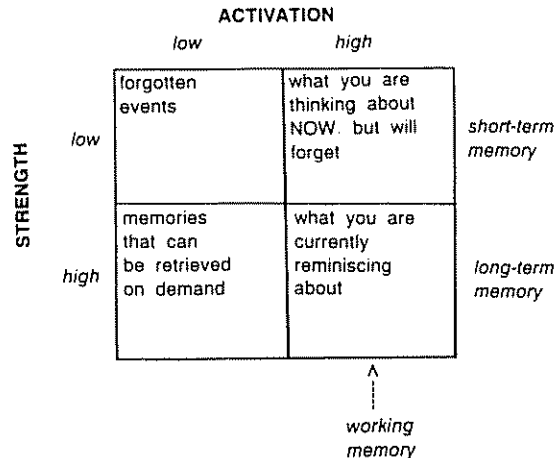 ACTIVATION
low high
forgotten
events
what you are
thinking about
NOW. but will
forget
low
short-term
memory
STRENGTH
memories
that can
be retrieved
on demand
what you are
currently
reminiscing
about
high
long-term
memory
working
memory